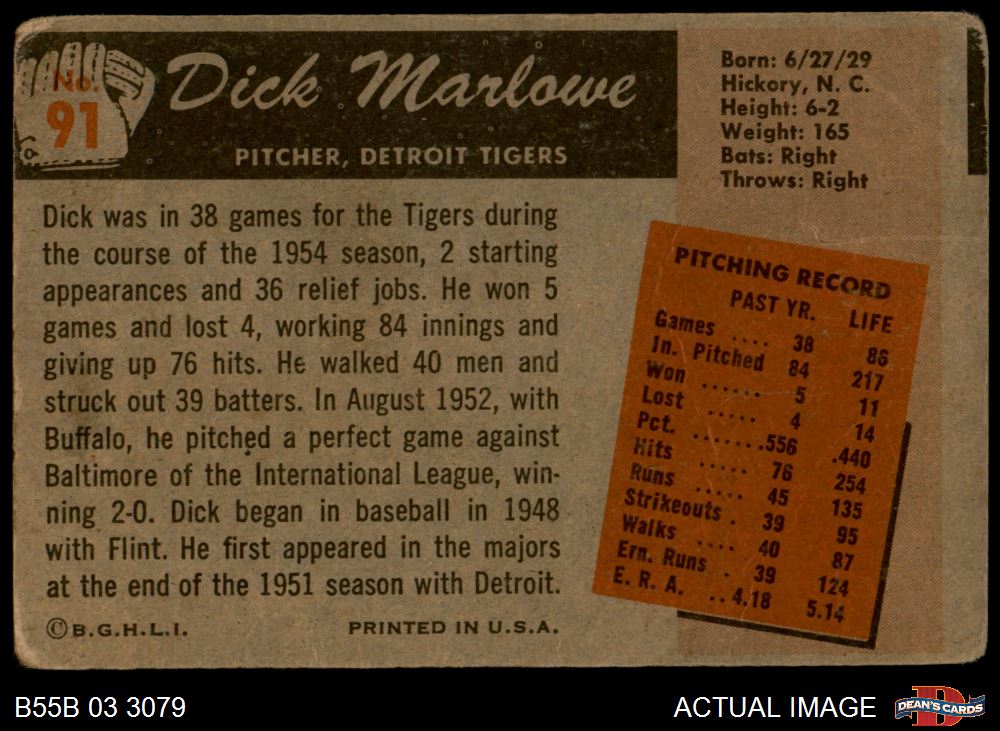 No.
91
Dick Marlowe
PITCHER, DETROIT TIGERS
Born: 6/27/29
Hickory, N. C.
Height: 6-2
Weight: 165
Bats: Right
Throws: Right
Dick was in 38 games for the Tigers during
the course of the 1954 season, 2 starting
appearances and 36 relief jobs. He won 5
games and lost 4, working 84 innings and
giving up 76 hits. He walked 40 men and
struck out 39 batters. In August 1952, with
Buffalo, he pitched a perfect game against
Baltimore of the International League, win-
ning 2-0. Dick began in baseball in 1948
with Flint. He first appeared in the majors
at the end of the 1951 season with Detroit.
©B.G.H.L.I. PRINTED IN U.S.A.
PITCHING RECORD
PAST YR. LIFE
Games .... 38 86
In. Pitched 84 217
Won ...... 5 11
Lost ..... 4 14
Pct. .......556 .440
Hits ..... 76 254
Runs ..... 45 135
Strikeouts . 39 95
Walks .... 40 87
Ern. Runs . 39 124
E. R. A. ..4.18 5.14
B55B 03 3079
ACTUAL IMAGE
DEAN'S CARDS